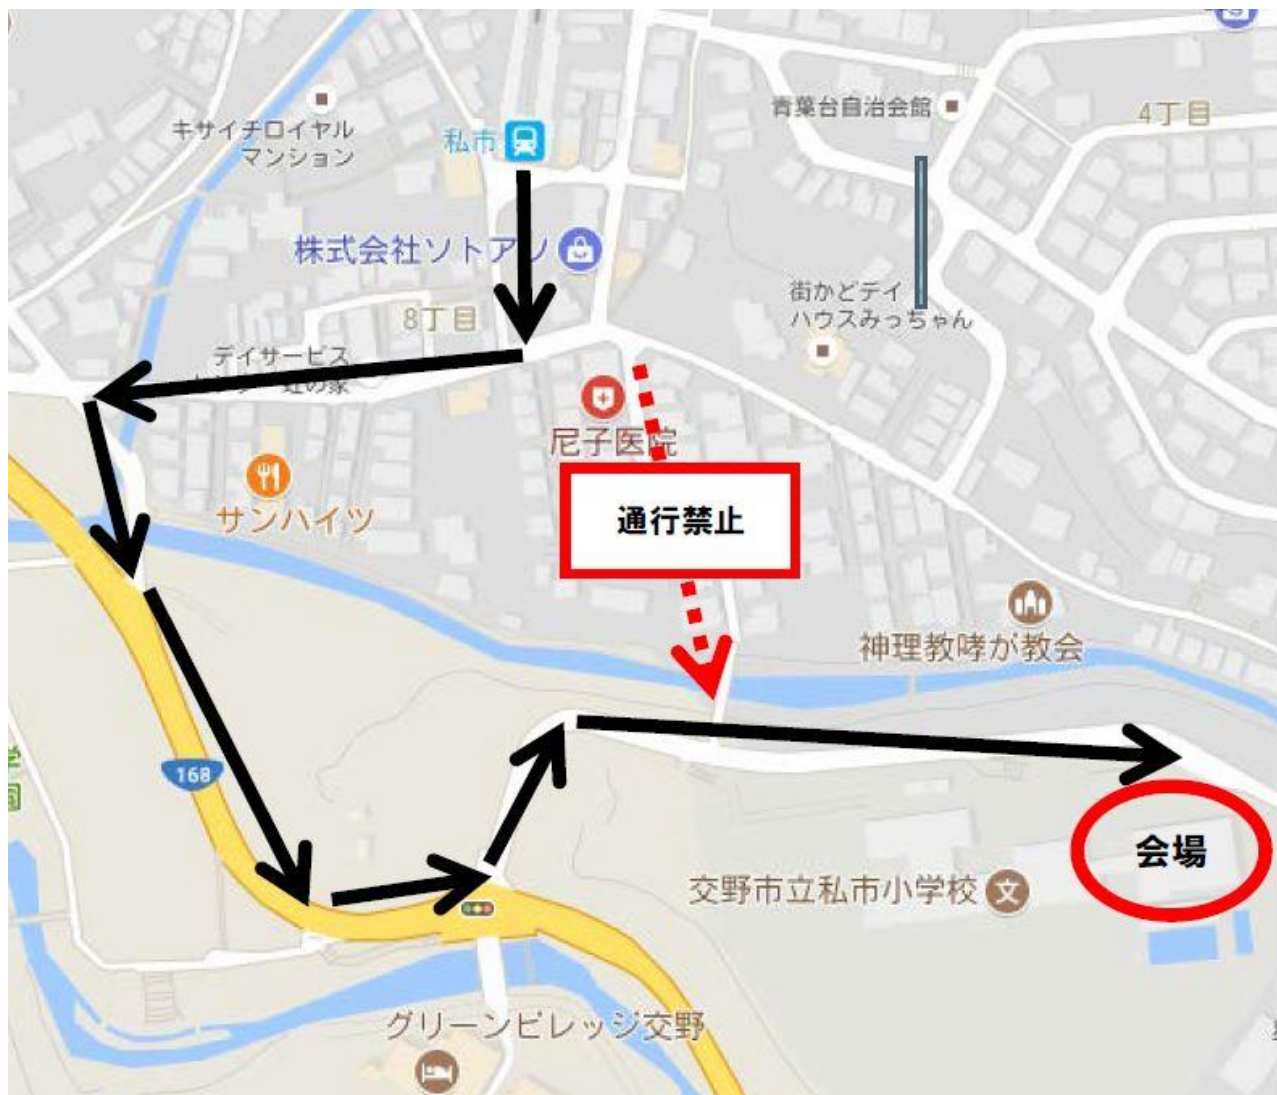 キサイチロイヤル
マンション
私市
青葉台自治会館
4丁目
株式会社ソトアソ
8丁目
街かどデイ
ハウスみっちゃん
デイサービス
尼子医院
サンハイツ
通行禁止
神理教哮が教会
168
会場
交野市立私市小学校
グリーンビレッジ交野